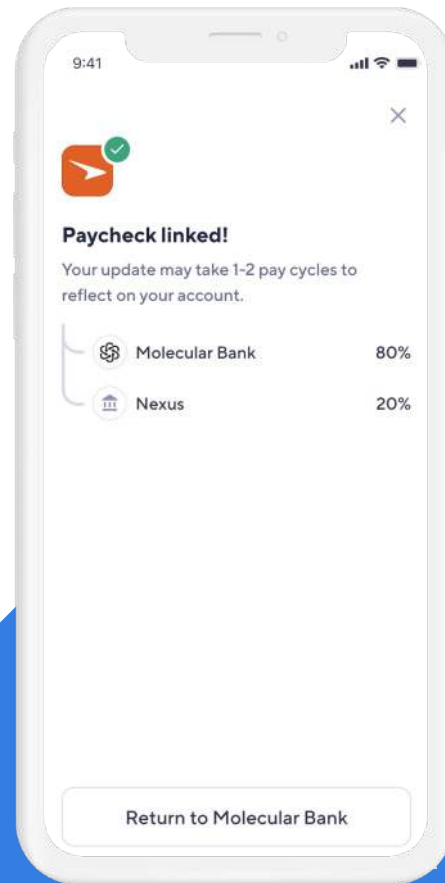 9:41
Paycheck linked!
Your update may take 1-2 pay cycles to
reflect on your account.
Molecular Bank 80%
Nexus 20%
Return to Molecular Bank